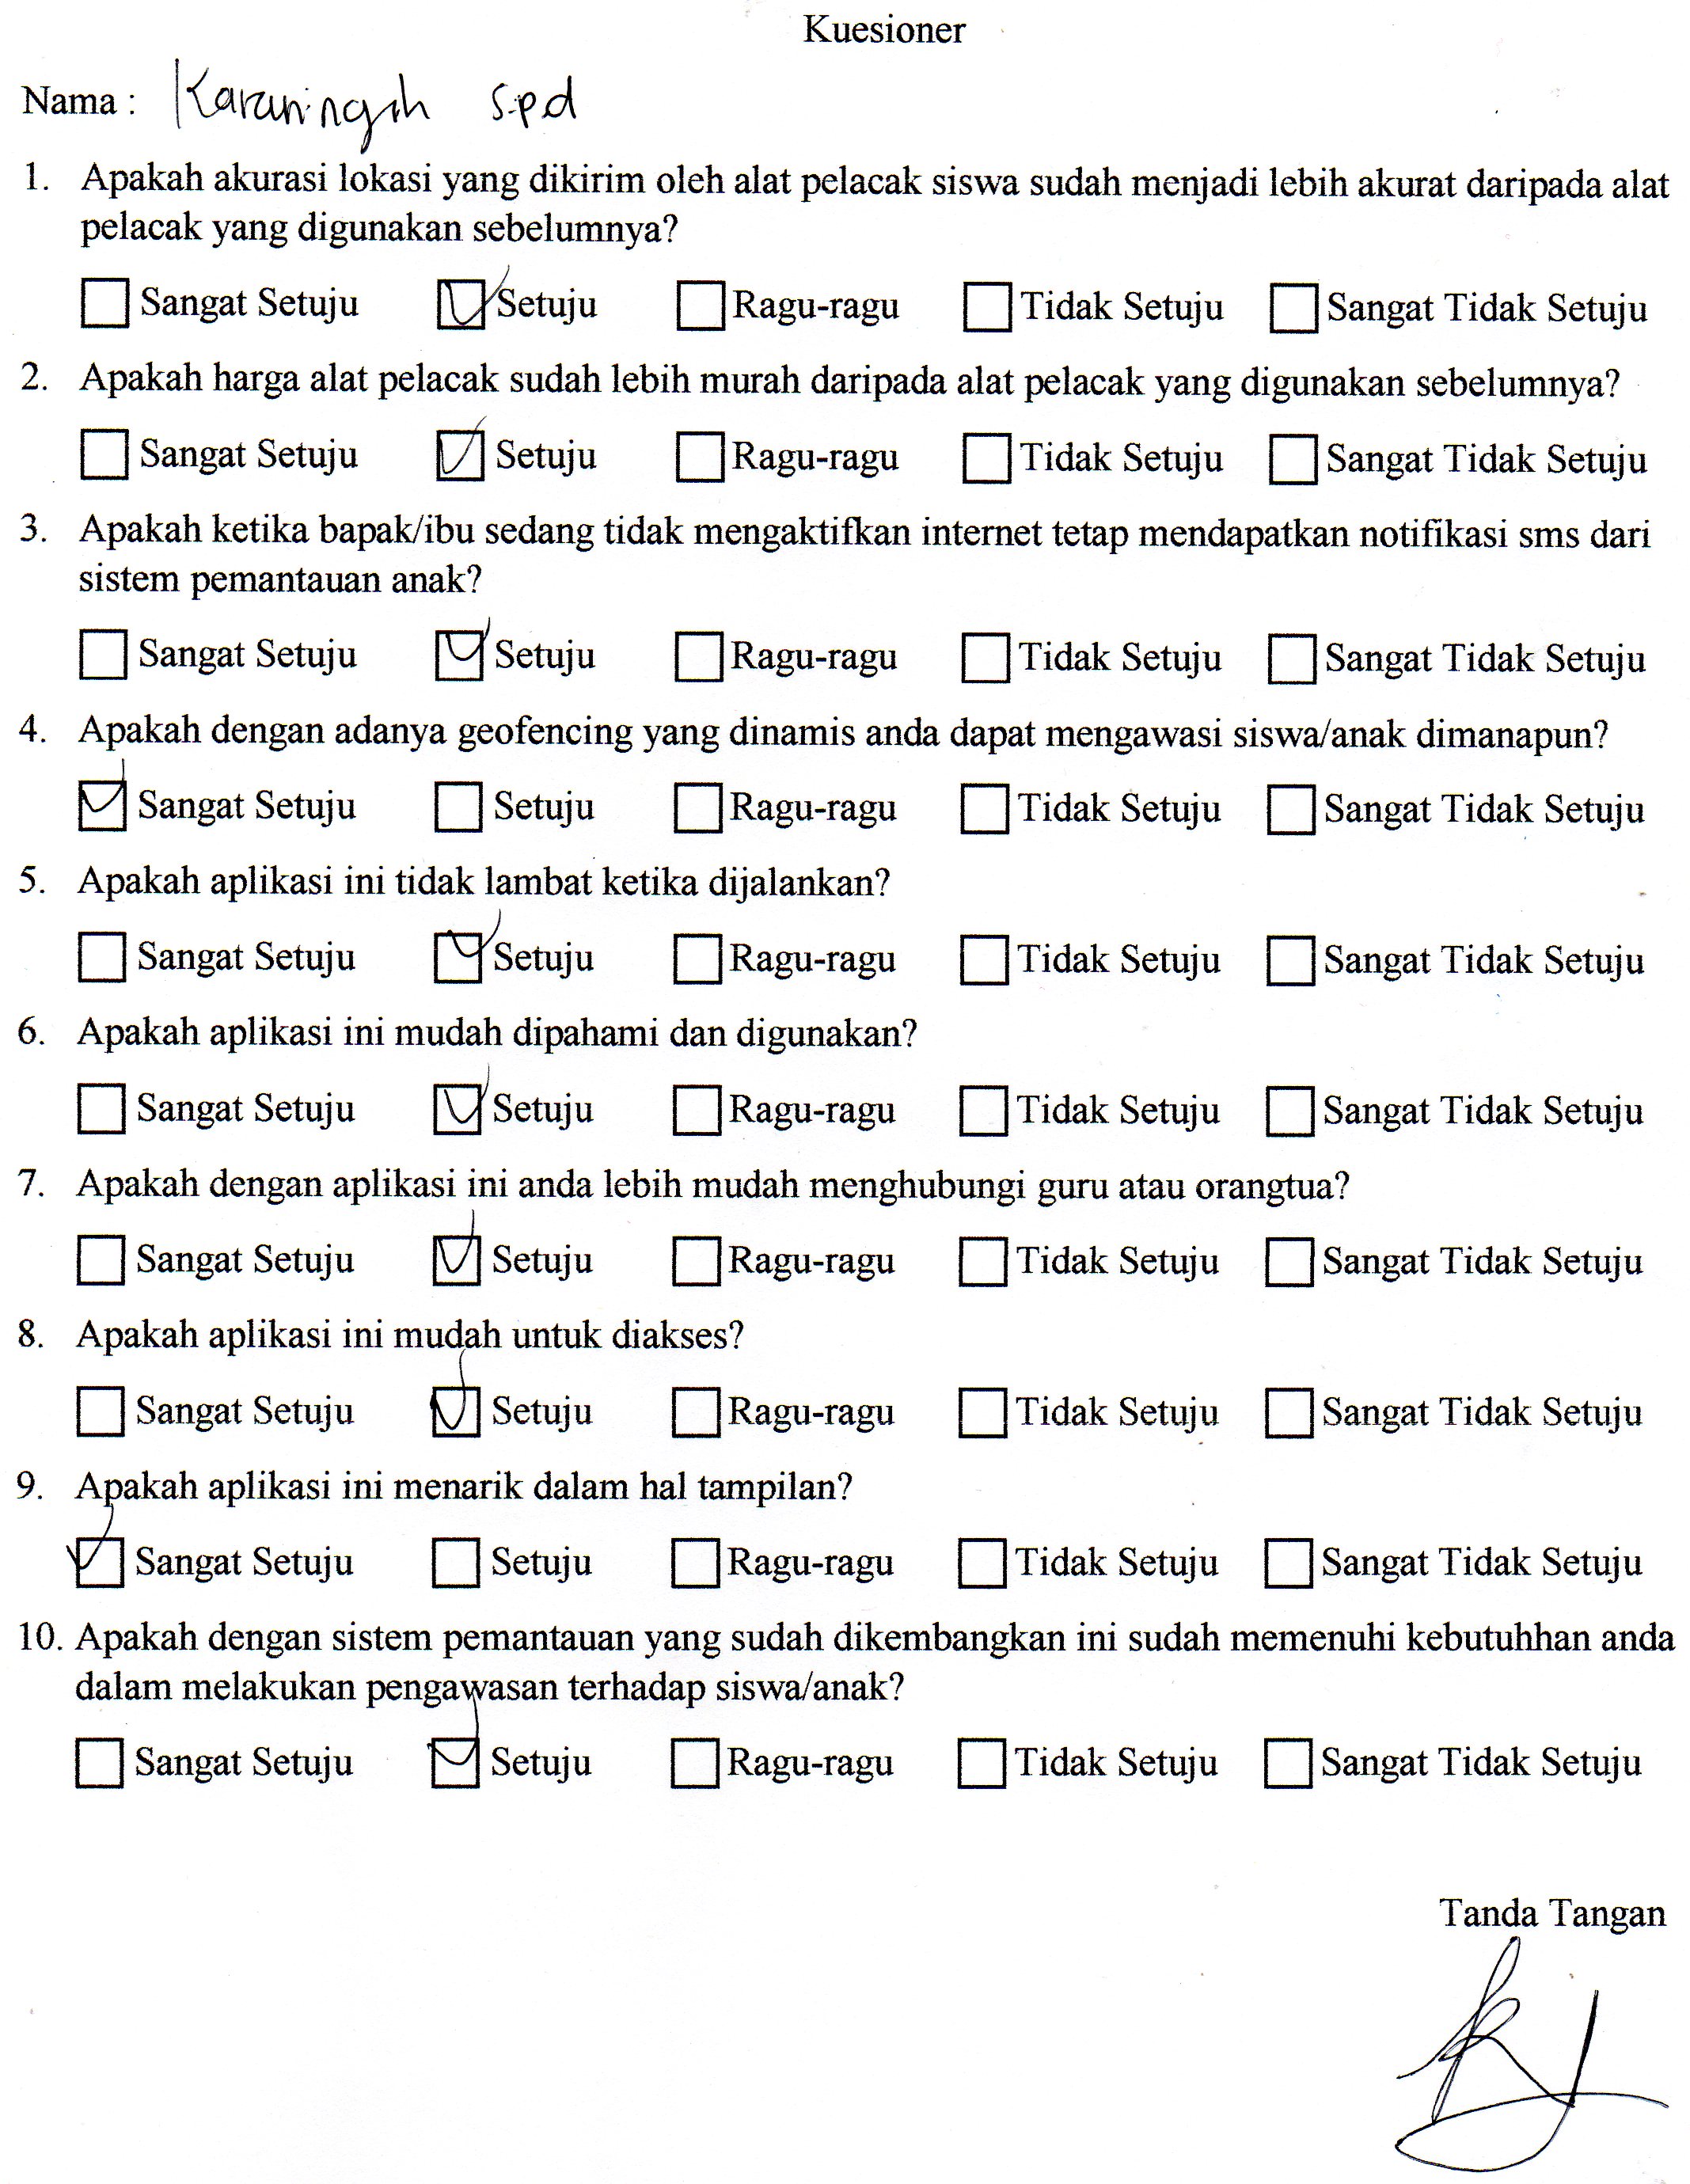 Kuesioner
Nama : S.pd
1. Apakah akurasi lokasi yang dikirim oleh alat pelacak siswa sudah menjadi lebih akurat daripada alat
pelacak yang digunakan sebelumnya?
☐ Sangat Setuju ☑ Setuju ☐ Ragu-ragu ☐ Tidak Setuju ☐ Sangat Tidak Setuju
2. Apakah harga alat pelacak sudah lebih murah daripada alat pelacak yang digunakan sebelumnya?
☐ Sangat Setuju ☑ Setuju ☐ Ragu-ragu ☐ Tidak Setuju ☐ Sangat Tidak Setuju
3. Apakah ketika bapak/ibu sedang tidak mengaktifkan internet tetap mendapatkan notifikasi sms dari
sistem pemantauan anak?
☐ Sangat Setuju ☑ Setuju ☐ Ragu-ragu ☐ Tidak Setuju ☐ Sangat Tidak Setuju
4. Apakah dengan adanya geofencing yang dinamis anda dapat mengawasi siswa/anak dimanapun?
☑ Sangat Setuju ☐ Setuju ☐ Ragu-ragu ☐ Tidak Setuju ☐ Sangat Tidak Setuju
5. Apakah aplikasi ini tidak lambat ketika dijalankan?
☐ Sangat Setuju ☑ Setuju ☐ Ragu-ragu ☐ Tidak Setuju ☐ Sangat Tidak Setuju
6. Apakah aplikasi ini mudah dipahami dan digunakan?
☐ Sangat Setuju ☑ Setuju ☐ Ragu-ragu ☐ Tidak Setuju ☐ Sangat Tidak Setuju
7. Apakah dengan aplikasi ini anda lebih mudah menghubungi guru atau orangtua?
☐ Sangat Setuju ☑ Setuju ☐ Ragu-ragu ☐ Tidak Setuju ☐ Sangat Tidak Setuju
8. Apakah aplikasi ini mudah untuk diakses?
☐ Sangat Setuju ☑ Setuju ☐ Ragu-ragu ☐ Tidak Setuju ☐ Sangat Tidak Setuju
9. Apakah aplikasi ini menarik dalam hal tampilan?
☑ Sangat Setuju ☐ Setuju ☐ Ragu-ragu ☐ Tidak Setuju ☐ Sangat Tidak Setuju
10. Apakah dengan sistem pemantauan yang sudah dikembangkan ini sudah memenuhi kebutuhhan anda
dalam melakukan pengawasan terhadap siswa/anak?
☐ Sangat Setuju ☑ Setuju ☐ Ragu-ragu ☐ Tidak Setuju ☐ Sangat Tidak Setuju
Tanda Tangan